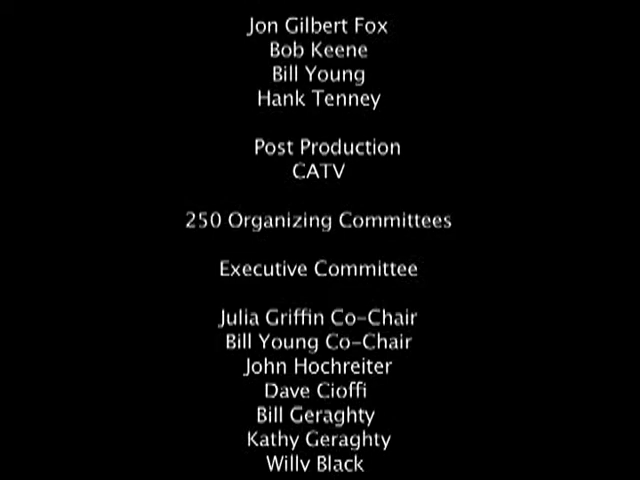 Jon Gilbert Fox
Bob Keene
Bill Young
Hank Tenney
Post Production
CATV
250 Organizing Committees
Executive Committee
Julia Griffin Co-Chair
Bill Young Co-Chair
John Hochreiter
Dave Cioffi
Bill Geraghty
Kathy Geraghty
Willy Black